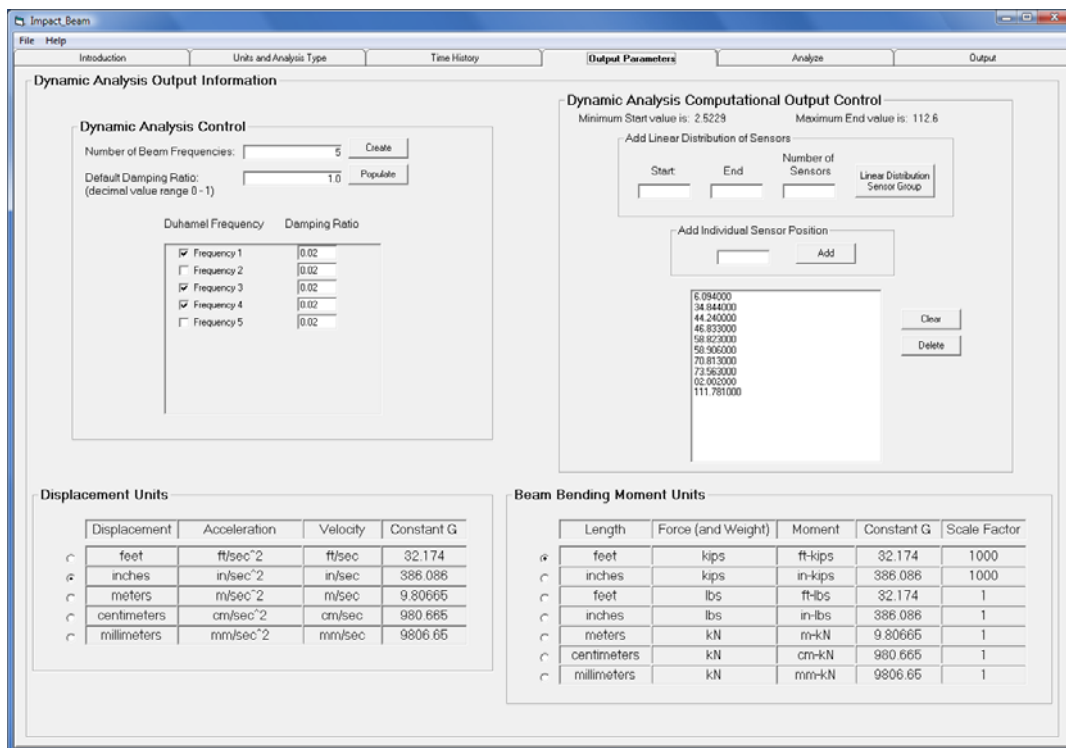 Impact_Beam
File Help
Introduction Units and Analysis Type Time History Output Parameters Analyze Output
Dynamic Analysis Output Information
Dynamic Analysis Control
Number of Beam Frequencies: 5 Create
Default Damping Ratio: 1.0 Populate
(decimal value range 0 - 1)
Duhamel Frequency Damping Ratio
Frequency 1 0.02
Frequency 2 0.02
Frequency 3 0.02
Frequency 4 0.02
Frequency 5 0.02
Dynamic Analysis Computational Output Control
Minimum Start value is: 2.5229 Maximum End value is: 112.6
Add Linear Distribution of Sensors
Start End Number of
Sensors
Linear Distribution
Sensor Group
Add Individual Sensor Position
Add
6.094000
34.844000
44.240000
46.833000
58.823000
58.906000
70.813000
73.563000
02.002000
111.781000
Clear
Delete
Displacement Units
Displacement Acceleration Velocity Constant G
feet ft/sec^2 ft/sec 32.174
inches in/sec^2 in/sec 386.086
meters m/sec^2 m/sec 9.80665
centimeters cm/sec^2 cm/sec 980.665
millimeters mm/sec^2 mm/sec 9806.65
Beam Bending Moment Units
Length Force (and Weight) Moment Constant G Scale Factor
feet kips ft-kips 32.174 1000
inches kips in-kips 386.086 1000
feet lbs ft-lbs 32.174 1
inches lbs in-lbs 386.086 1
meters kN m-kN 9.80665 1
centimeters kN cm-kN 980.665 1
millimeters kN mm-kN 9806.65 1